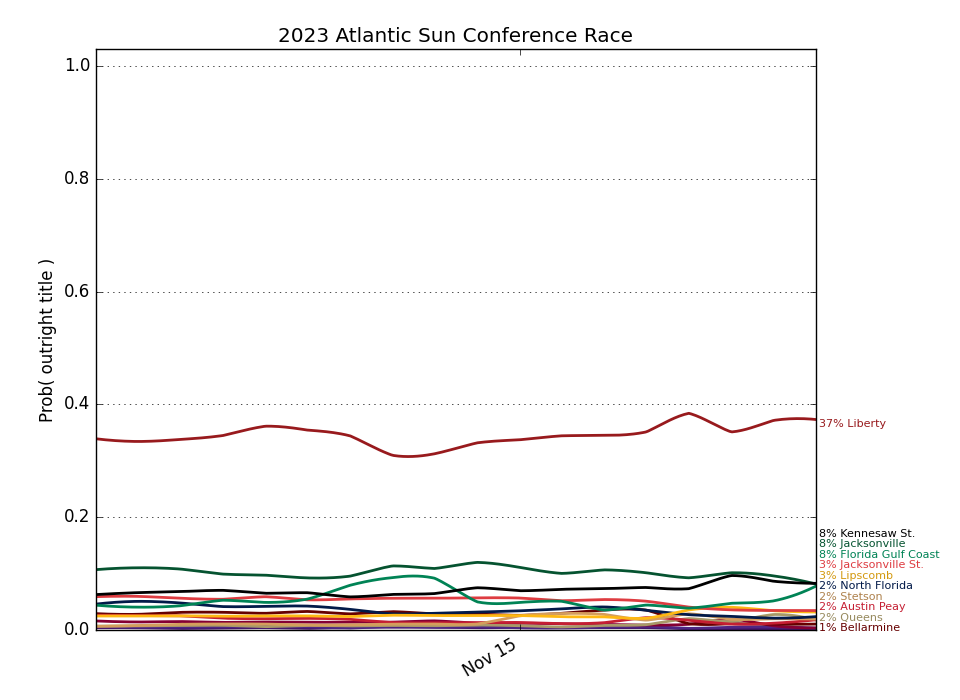 2023 Atlantic Sun Conference Race
1.0
0.8
0.6
0.4
0.2
0.0
Prob( outright title )
Nov 15
37% Liberty
8% Kennesaw St.
8% Jacksonville
8% Florida Gulf Coast
3% Jacksonville St.
3% Lipscomb
2% North Florida
2% Stetson
2% Austin Peay
2% Queens
1% Bellarmine